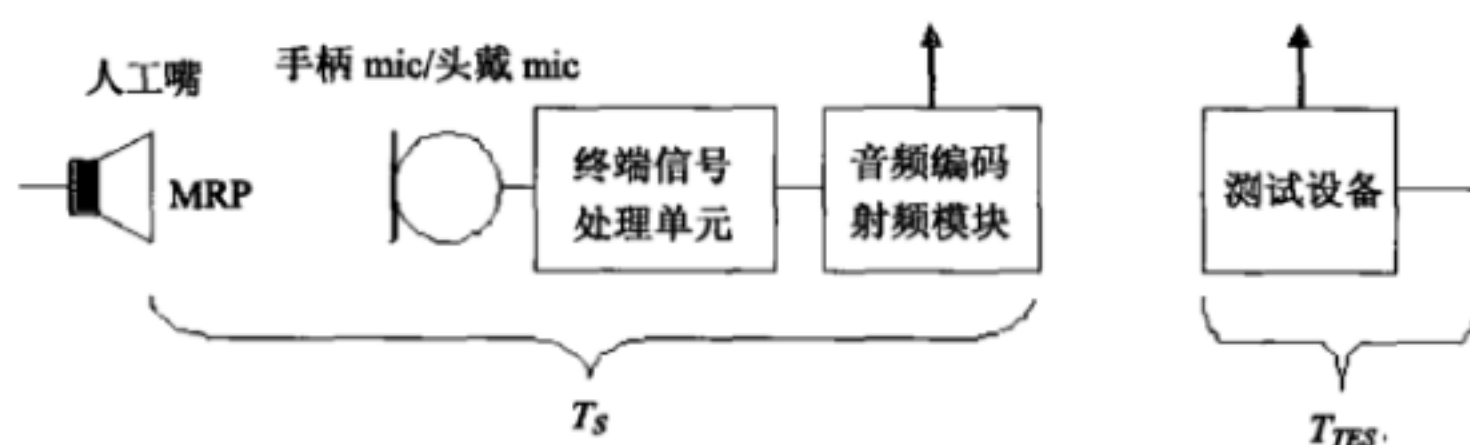 人工嘴
手柄 mic/头戴 mic
MRP
终端信号
处理单元
音频编码
射频模块
测试设备
T_S
T_TES